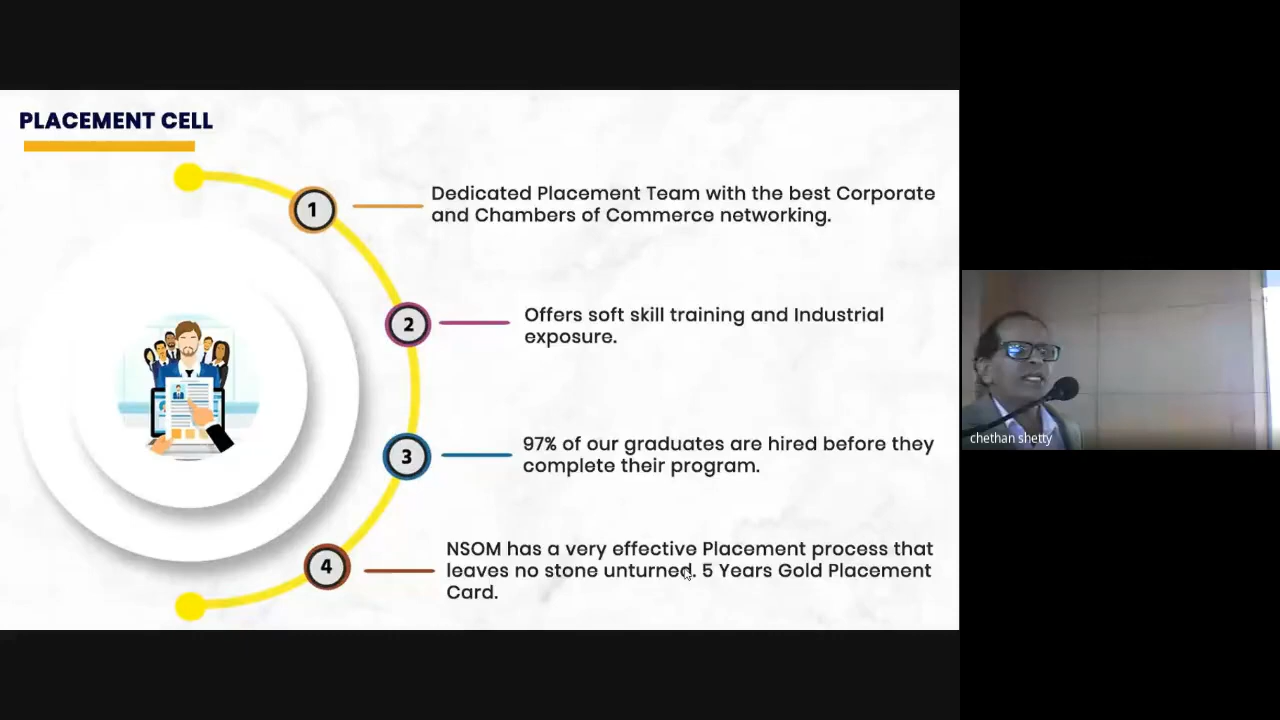 PLACEMENT CELL
1
Dedicated Placement Team with the best Corporate
and Chambers of Commerce networking.
2
Offers soft skill training and Industrial
exposure.
3
97% of our graduates are hired before they
complete their program.
4
NSOM has a very effective Placement process that
leaves no stone unturned. 5 Years Gold Placement
Card.
chethan shetty